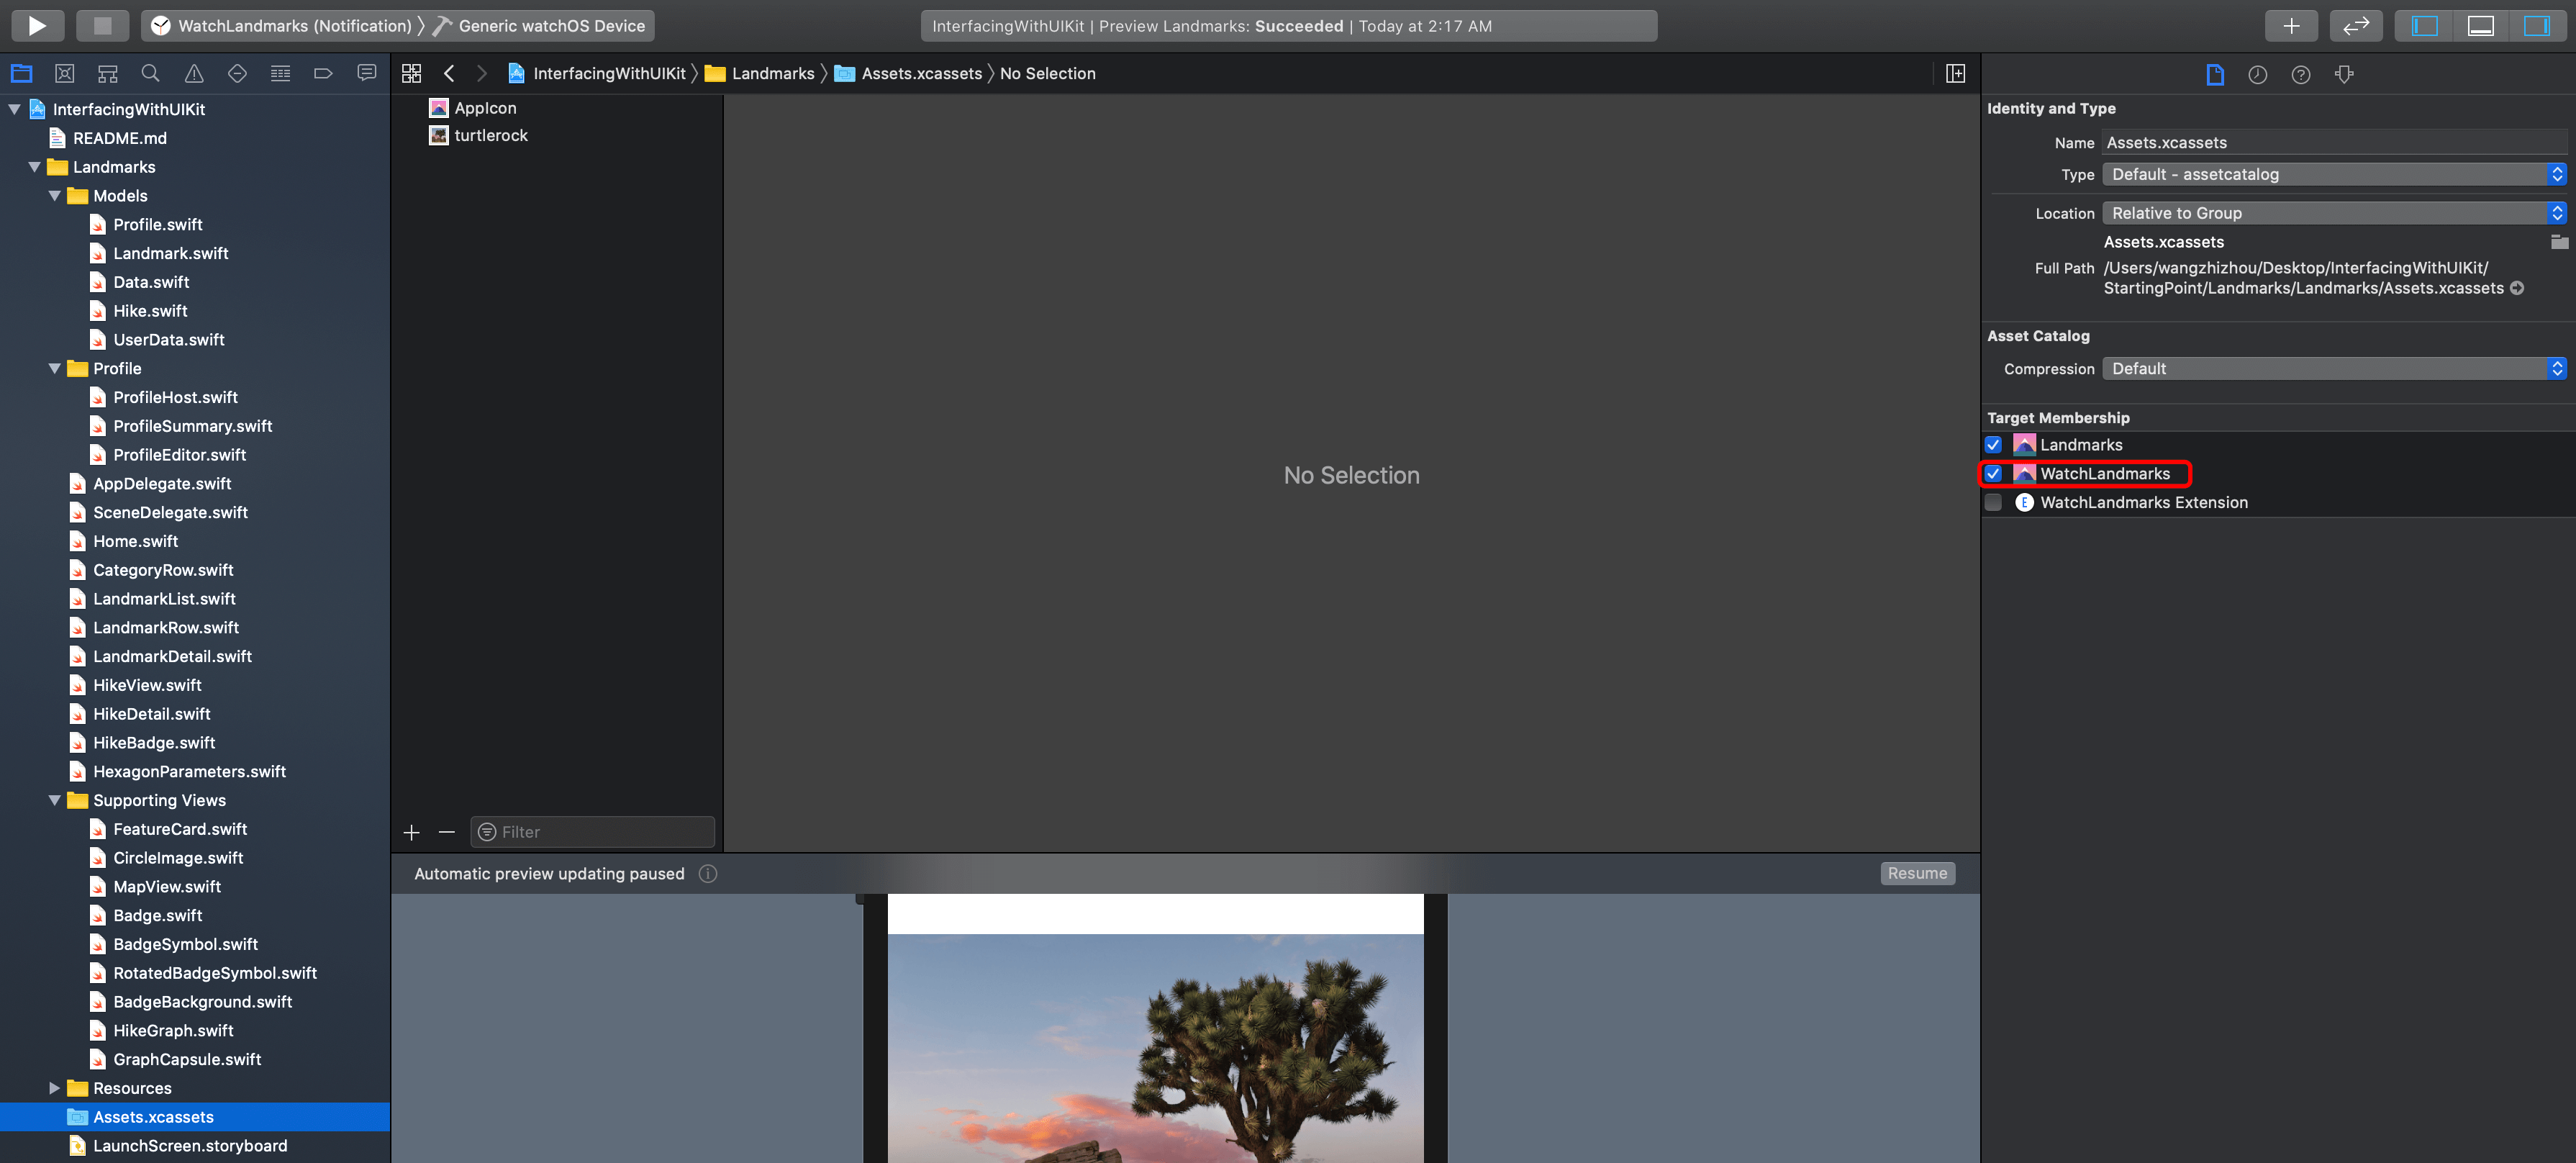 WatchLandmarks (Notification) 〉 Generic watchOS Device
InterfacingWithUIKit | Preview Landmarks: Succeeded | Today at 2:17 AM
InterfacingWithUIKit 〉 Landmarks 〉 Assets.xcassets 〉 No Selection
InterfacingWithUIKit
README.md
Landmarks
Models
Profile.swift
Landmark.swift
Data.swift
Hike.swift
UserData.swift
Profile
ProfileHost.swift
ProfileSummary.swift
ProfileEditor.swift
AppDelegate.swift
SceneDelegate.swift
Home.swift
CategoryRow.swift
LandmarkList.swift
LandmarkRow.swift
LandmarkDetail.swift
HikeView.swift
HikeDetail.swift
HikeBadge.swift
HexagonParameters.swift
Supporting Views
FeatureCard.swift
CircleImage.swift
MapView.swift
Badge.swift
BadgeSymbol.swift
RotatedBadgeSymbol.swift
BadgeBackground.swift
HikeGraph.swift
GraphCapsule.swift
Resources
Assets.xcassets
LaunchScreen.storyboard
AppIcon
turtlerock
Filter
No Selection
Automatic preview updating paused
Resume
Identity and Type
Name Assets.xcassets
Type Default - assetcatalog
Location Relative to Group
Assets.xcassets
Full Path /Users/wangzhizhou/Desktop/InterfacingWithUIKit/
StartingPoint/Landmarks/Landmarks/Assets.xcassets
Asset Catalog
Compression Default
Target Membership
Landmarks
WatchLandmarks
E WatchLandmarks Extension